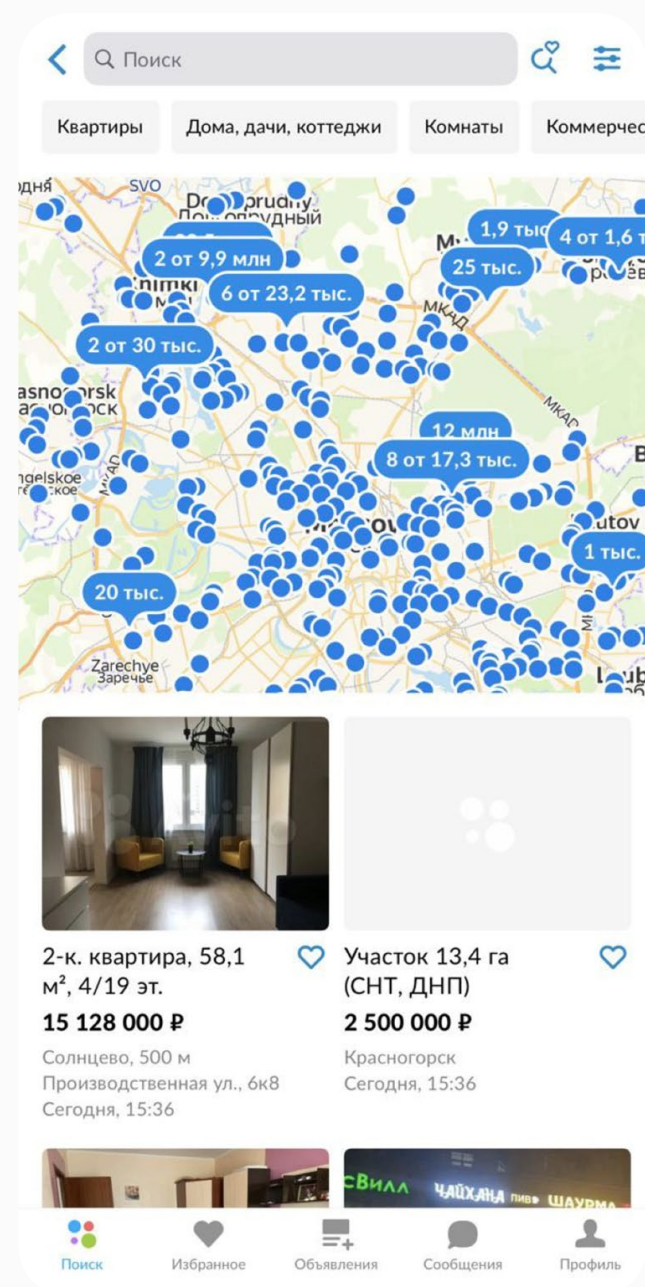 Поиск
Квартиры
Дома, дачи, коттеджи
Комнаты
Коммерчес
SVO
Долгопрудный
1,9 тыс
4 от 1,6 т
2 от 9,9 млн
25 тыс.
6 от 23,2 тыс.
МКАД
2 от 30 тыс.
МКАД
12 млн
8 от 17,3 тыс.
МКАД
1 тыс.
20 тыс.
Zarechye
Заречье
Avito
2-к. квартира, 58,1
м², 4/19 эт.
15 128 000 ₽
Солнцево, 500 м
Производственная ул., 6к8
Сегодня, 15:36
Участок 13,4 га
(СНТ, ДНП)
2 500 000 ₽
Красногорск
Сегодня, 15:36
сВилл
ЧАЙХАНА
ПИВО
ШАУРМА
Поиск
Избранное
Объявления
Сообщения
Профиль